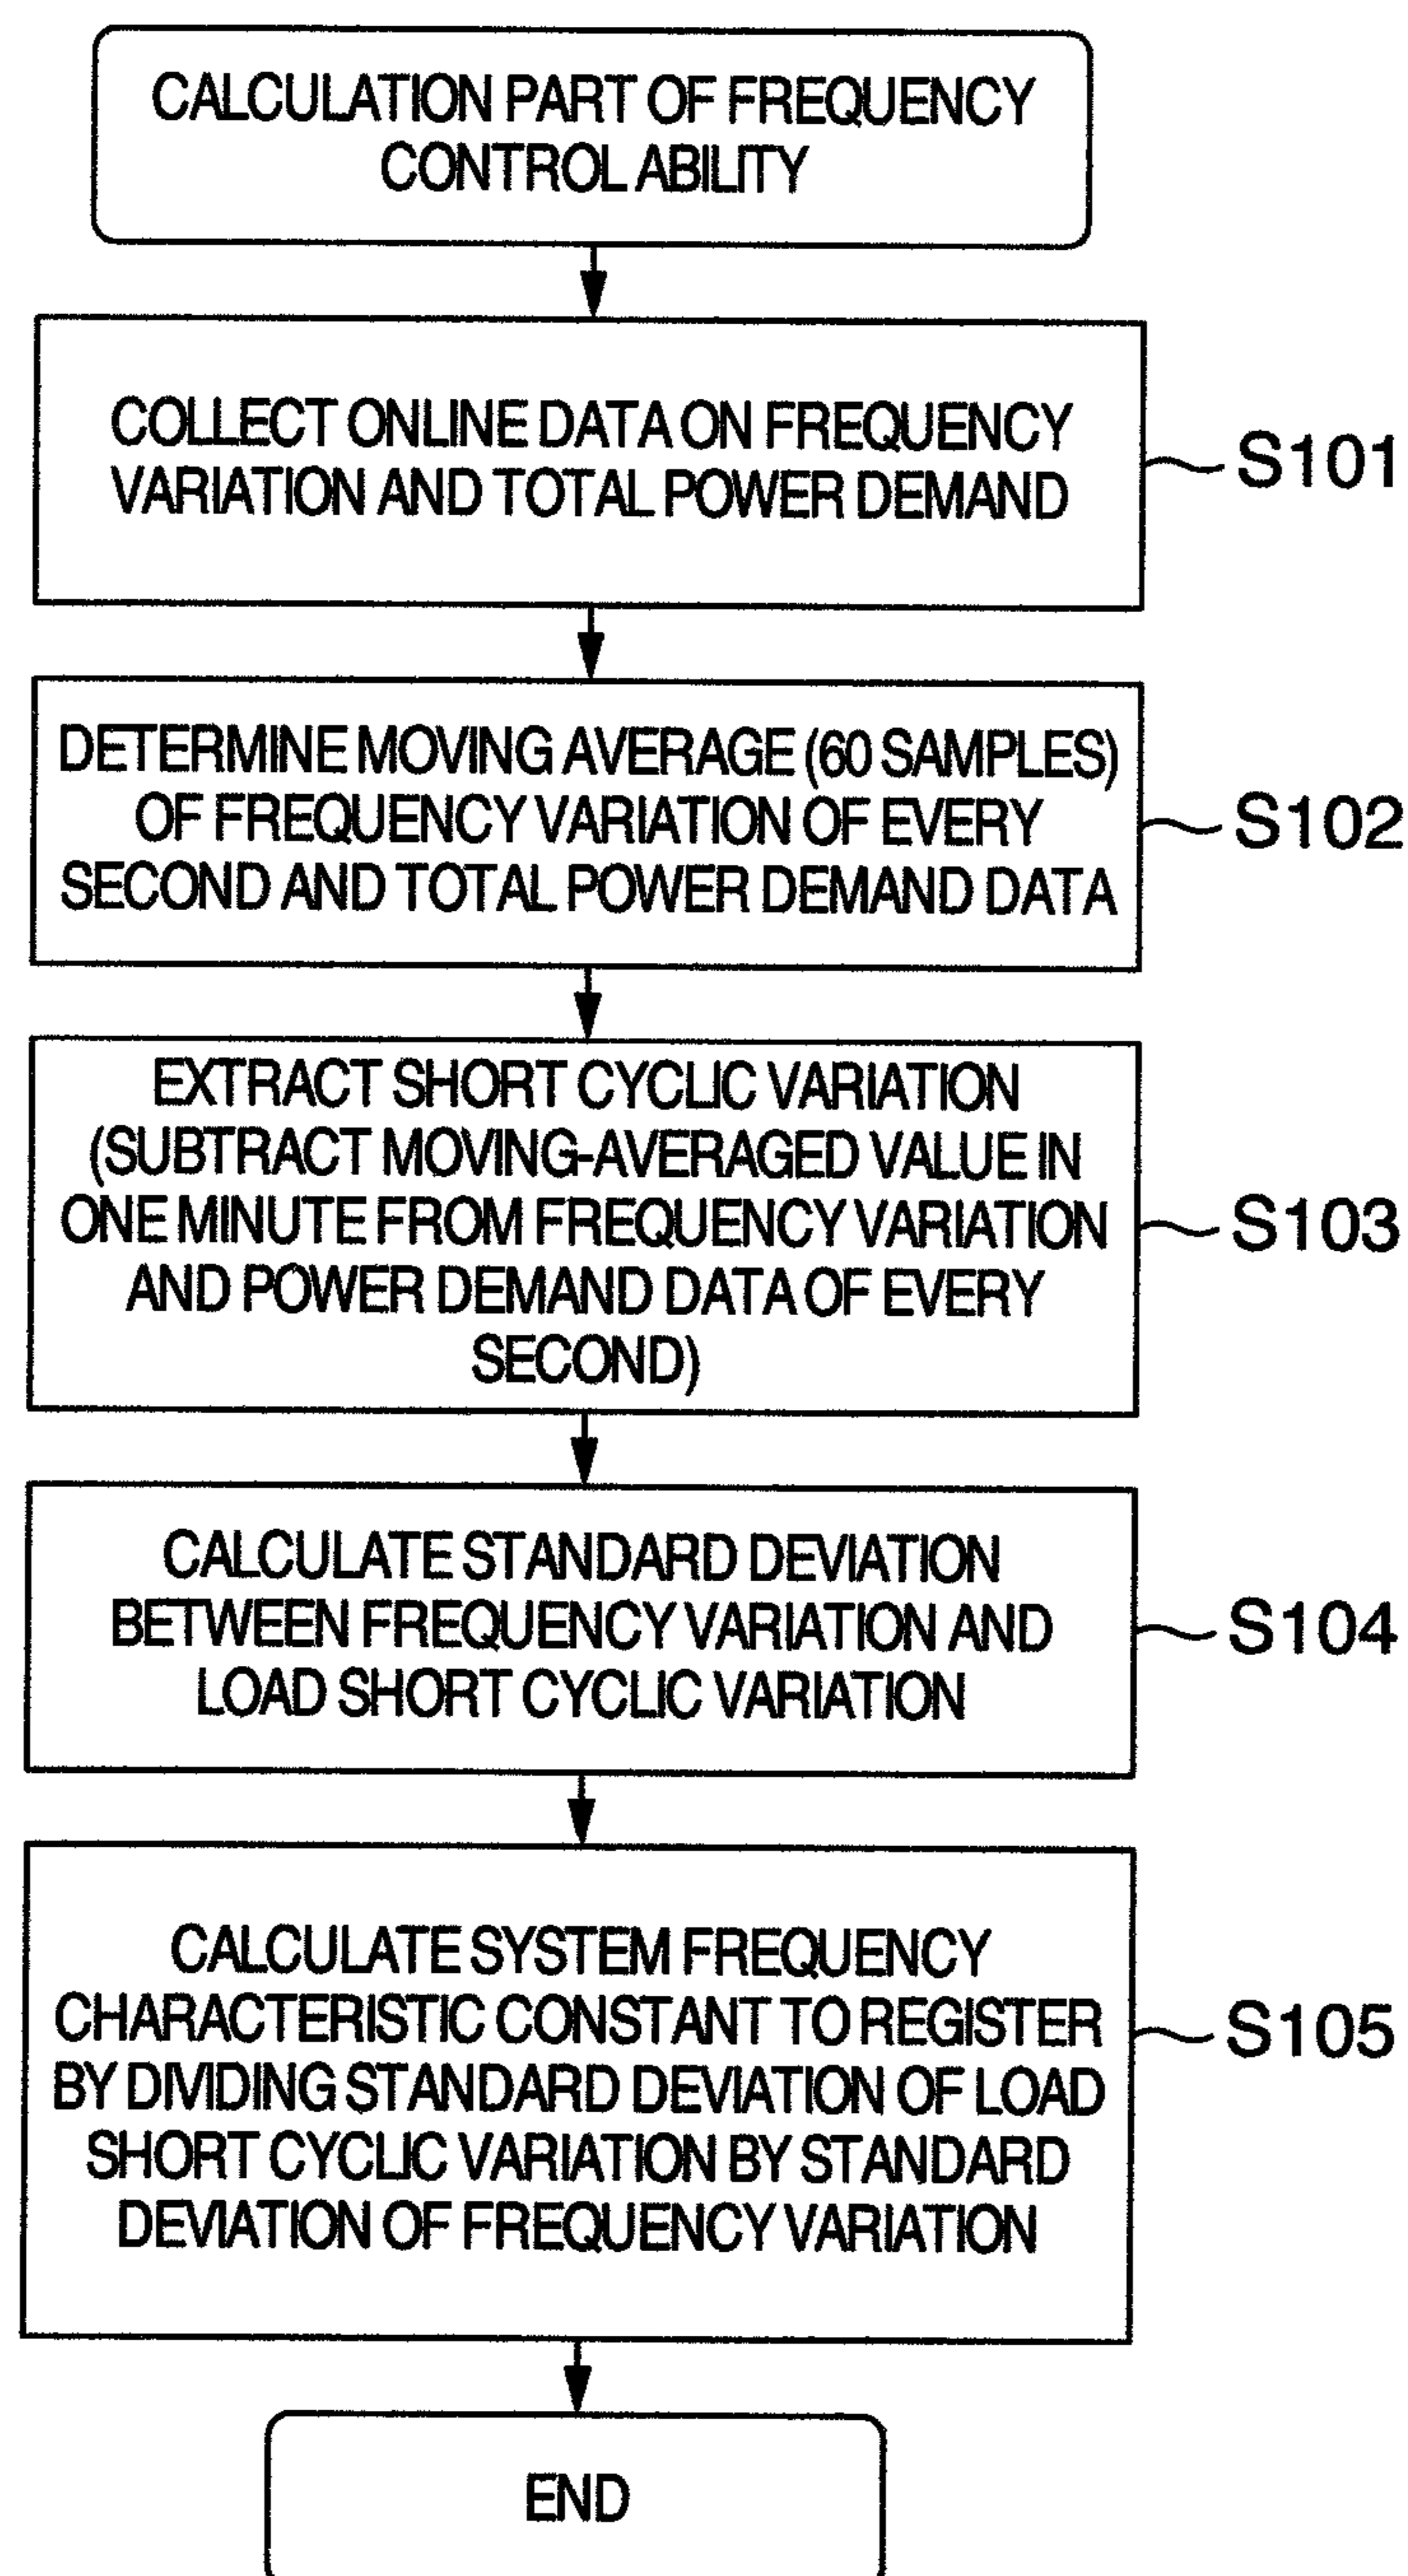 CALCULATION PART OF FREQUENCY
CONTROL ABILITY
COLLECT ONLINE DATA ON FREQUENCY
VARIATION AND TOTAL POWER DEMAND
S101
DETERMINE MOVING AVERAGE (60 SAMPLES)
OF FREQUENCY VARIATION OF EVERY
SECOND AND TOTAL POWER DEMAND DATA
S102
EXTRACT SHORT CYCLIC VARIATION
(SUBTRACT MOVING-AVERAGED VALUE IN
ONE MINUTE FROM FREQUENCY VARIATION
AND POWER DEMAND DATA OF EVERY
SECOND)
S103
CALCULATE STANDARD DEVIATION
BETWEEN FREQUENCY VARIATION AND
LOAD SHORT CYCLIC VARIATION
S104
CALCULATE SYSTEM FREQUENCY
CHARACTERISTIC CONSTANT TO REGISTER
BY DIVIDING STANDARD DEVIATION OF LOAD
SHORT CYCLIC VARIATION BY STANDARD
DEVIATION OF FREQUENCY VARIATION
S105
END